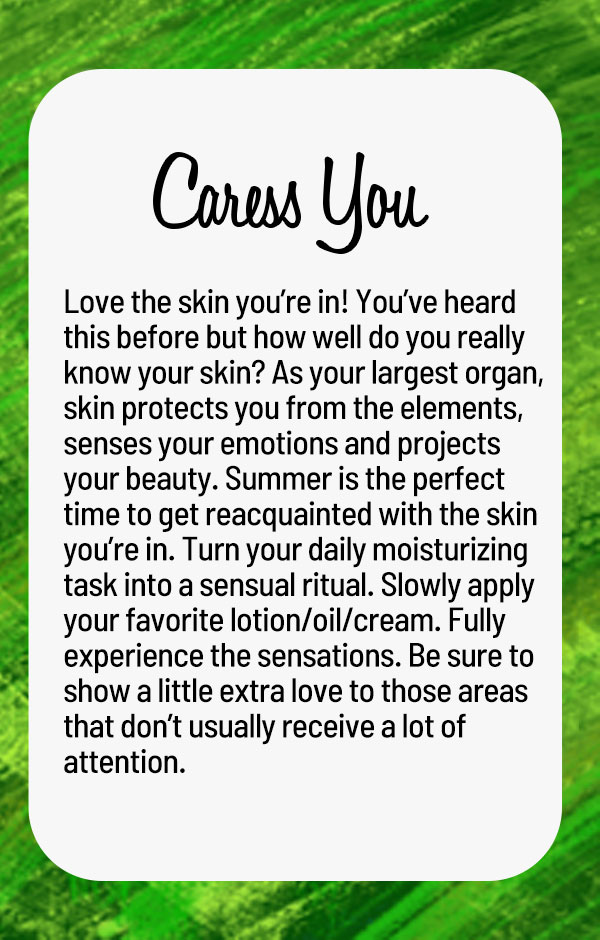 Caress You
Love the skin you’re in! You’ve heard
this before but how well do you really
know your skin? As your largest organ,
skin protects you from the elements,
senses your emotions and projects
your beauty. Summer is the perfect
time to get reacquainted with the skin
you’re in. Turn your daily moisturizing
task into a sensual ritual. Slowly apply
your favorite lotion/oil/cream. Fully
experience the sensations. Be sure to
show a little extra love to those areas
that don’t usually receive a lot of
attention.